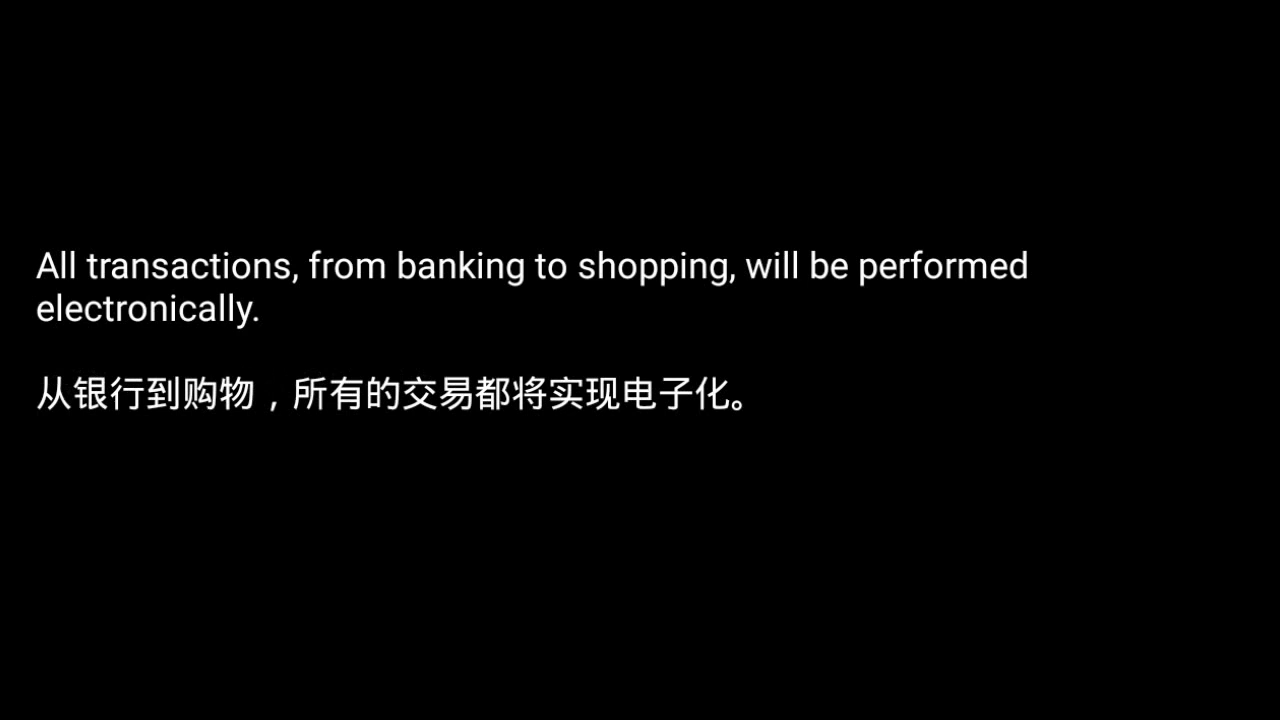 All transactions, from banking to shopping, will be performed
electronically.
从银行到购物，所有的交易都将实现电子化。